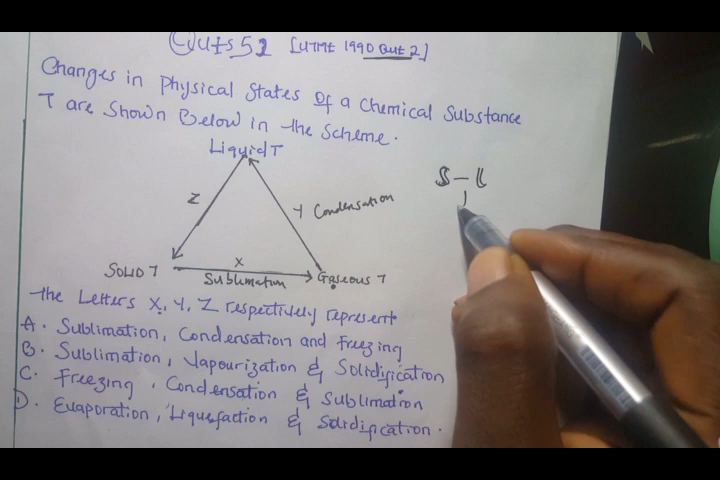 Ques 52 [UTME 1990 Que 2]
Changes in Physical States Of a Chemical Substance
T are Shown Below in the Scheme.
Liquid T
Z
Y Condensation
S - L
X
Solid T
Sublimation
Gaseous T
The Letters X, Y, Z respectively represent
A. Sublimation, Condensation and Freezing
B. Sublimation, Vapourization & Solidification
C. Freezing, Condensation & Sublimation
D. Evaporation, Liquefaction & Solidification.